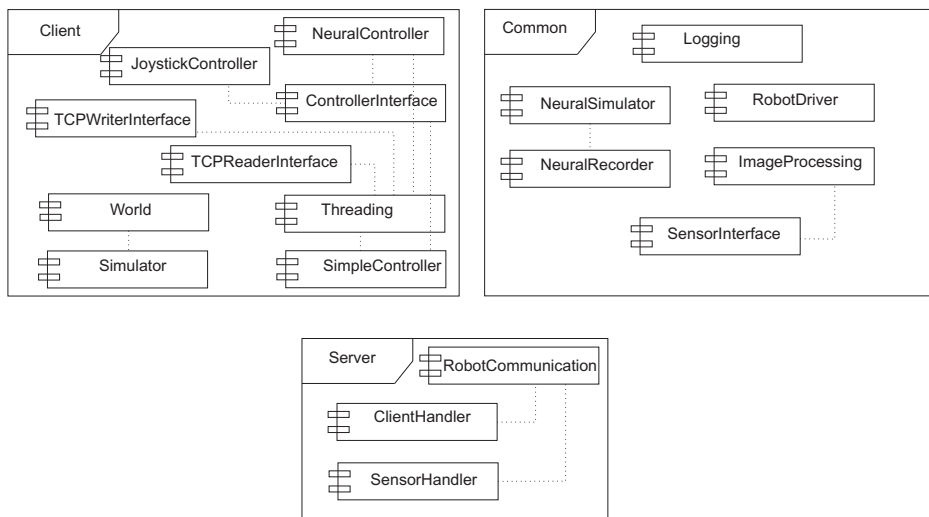 Client
NeuralController
JoystickController
ControllerInterface
TCPWriterInterface
TCPReaderInterface
World
Threading
Simulator
SimpleController
Common
Logging
NeuralSimulator
RobotDriver
NeuralRecorder
ImageProcessing
SensorInterface
Server
RobotCommunication
ClientHandler
SensorHandler